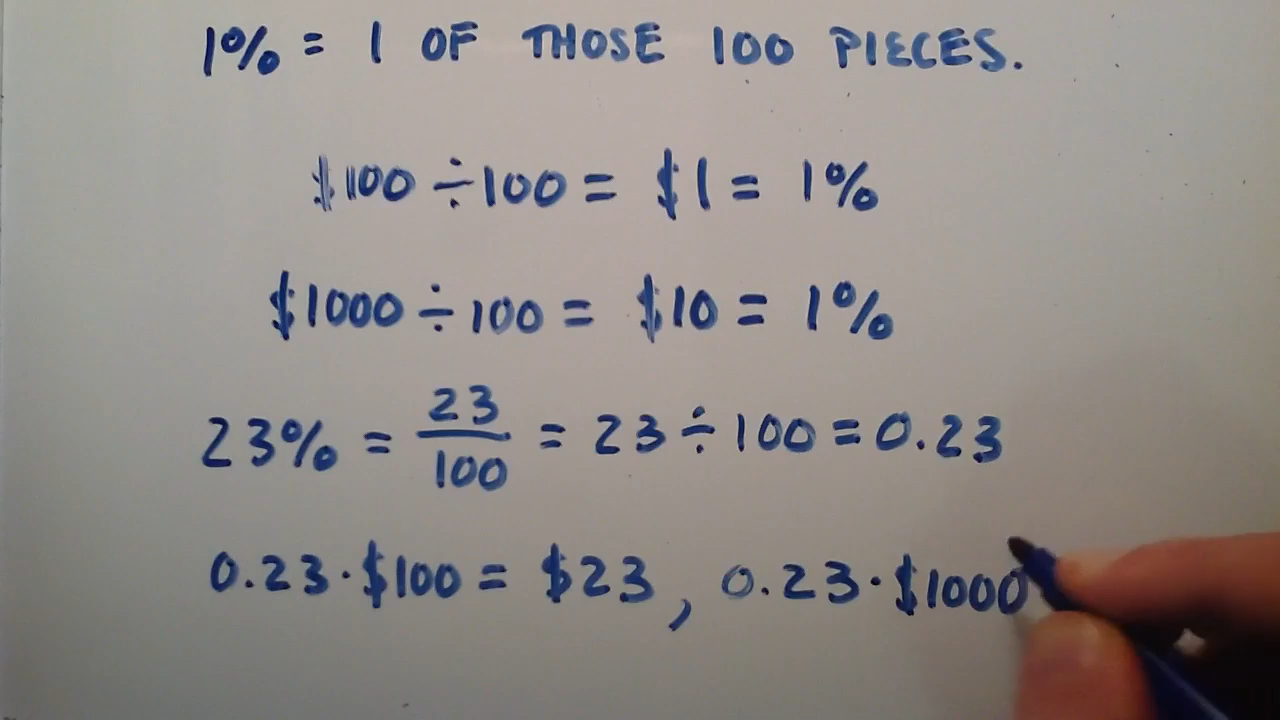 1% = 1 OF THOSE 100 PIECES.
$100 ÷ 100 = $1 = 1%
$1000 ÷ 100 = $10 = 1%
23% = 23/100 = 23 ÷ 100 = 0.23
0.23 · $100 = $23, 0.23 · $1000